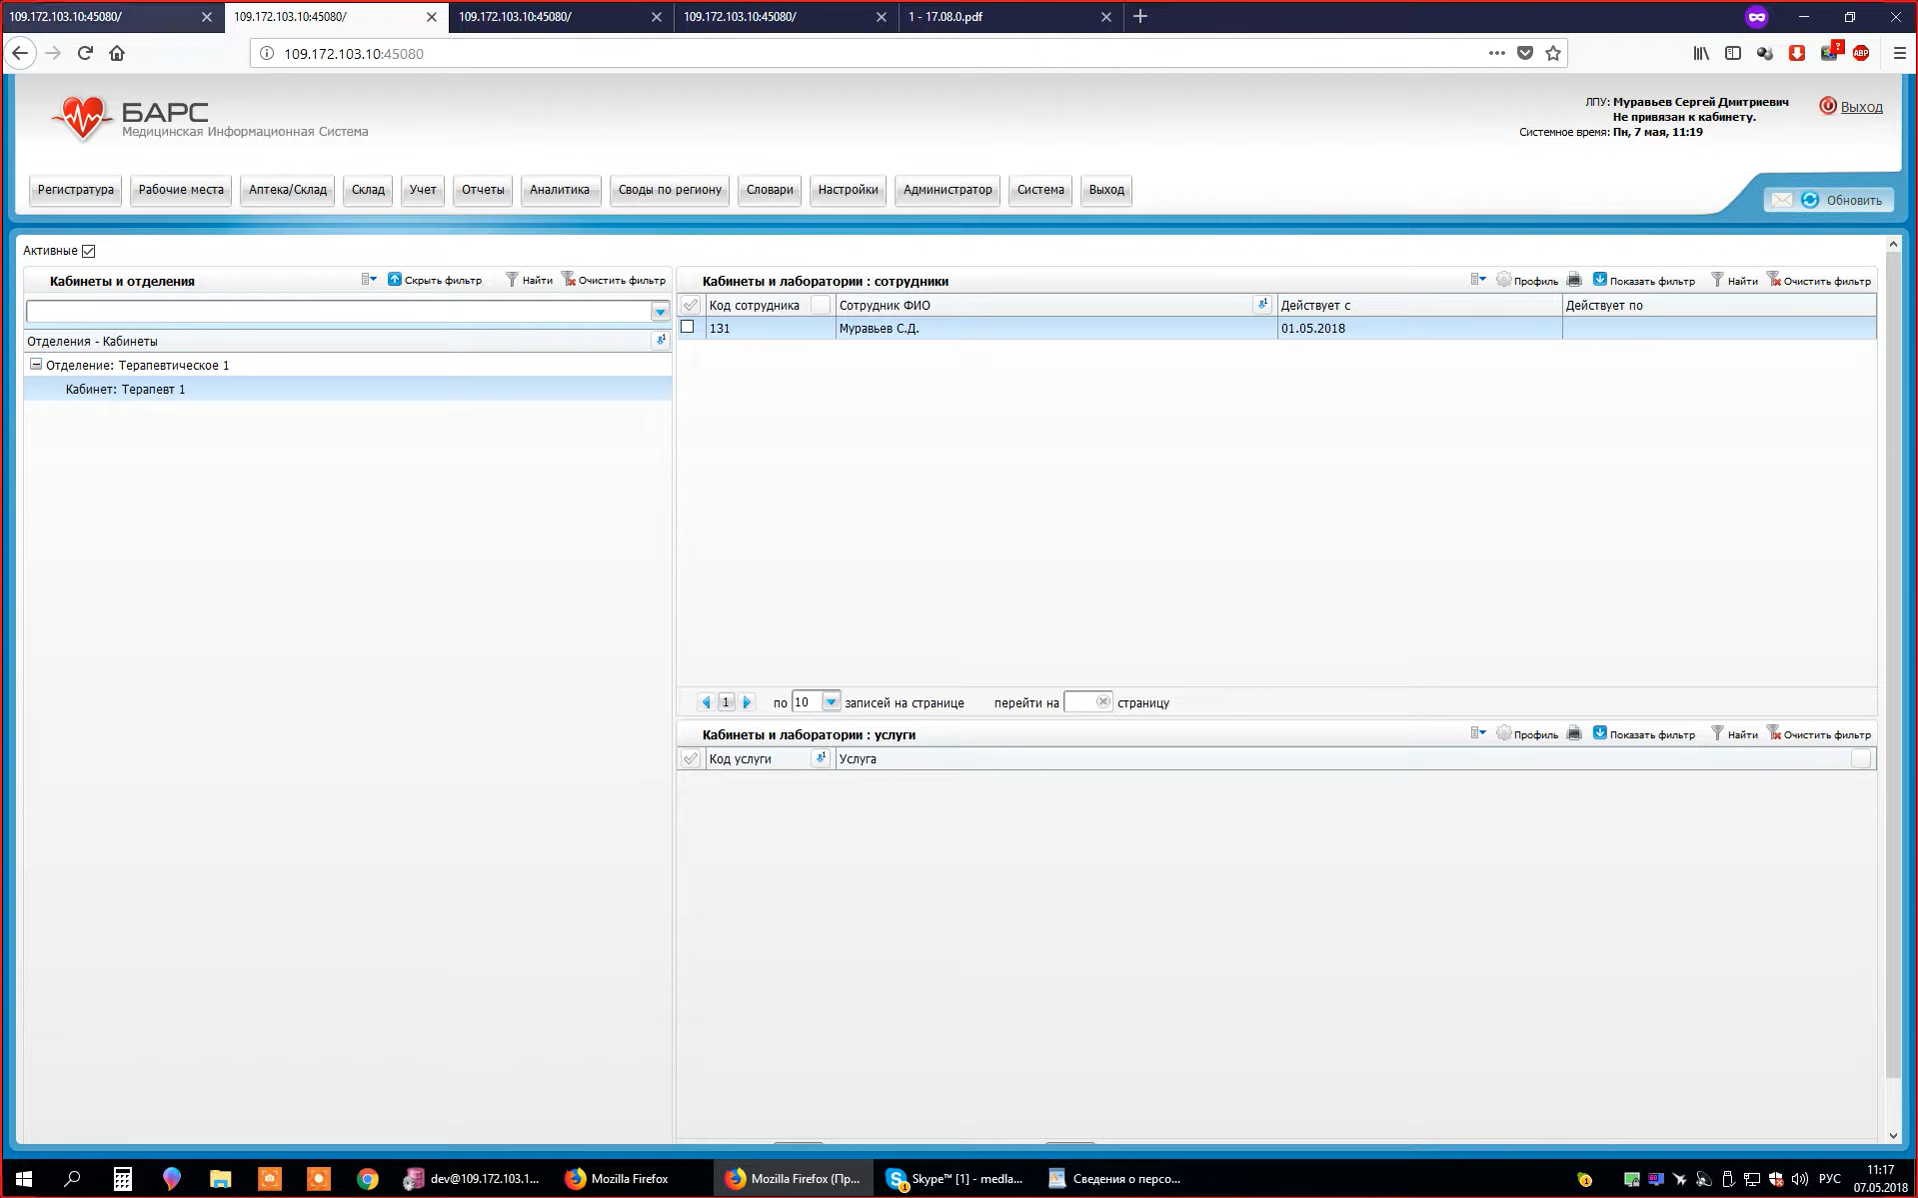 109.172.103.10:45080/
109.172.103.10:45080/
109.172.103.10:45080/
109.172.103.10:45080/
1 - 17.08.0.pdf
109.172.103.10:45080
ABP
БАРС
Медицинская Информационная Система
ЛПУ: Муравьев Сергей Дмитриевич
Не привязан к кабинету.
Системное время: Пн, 7 мая, 11:19
Выход
Регистратура
Рабочие места
Аптека/Склад
Склад
Учет
Отчеты
Аналитика
Своды по региону
Словари
Настройки
Администратор
Система
Выход
Обновить
Активные
Кабинеты и отделения
Скрыть фильтр
Найти
Очистить фильтр
Отделения - Кабинеты
Отделение: Терапевтическое 1
Кабинет: Терапевт 1
Кабинеты и лаборатории : сотрудники
Профиль
Показать фильтр
Найти
Очистить фильтр
Код сотрудника
Сотрудник ФИО
Действует с
Действует по
131
Муравьев С.Д.
01.05.2018
1
по 10 записей на странице
перейти на
страницу
Кабинеты и лаборатории : услуги
Профиль
Показать фильтр
Найти
Очистить фильтр
Код услуги
Услуга
dev@109.172.103.1...
Mozilla Firefox
Mozilla Firefox (Пр...
Skype™ [1] - medla...
Сведения о персо...
РУС
11:17
07.05.2018